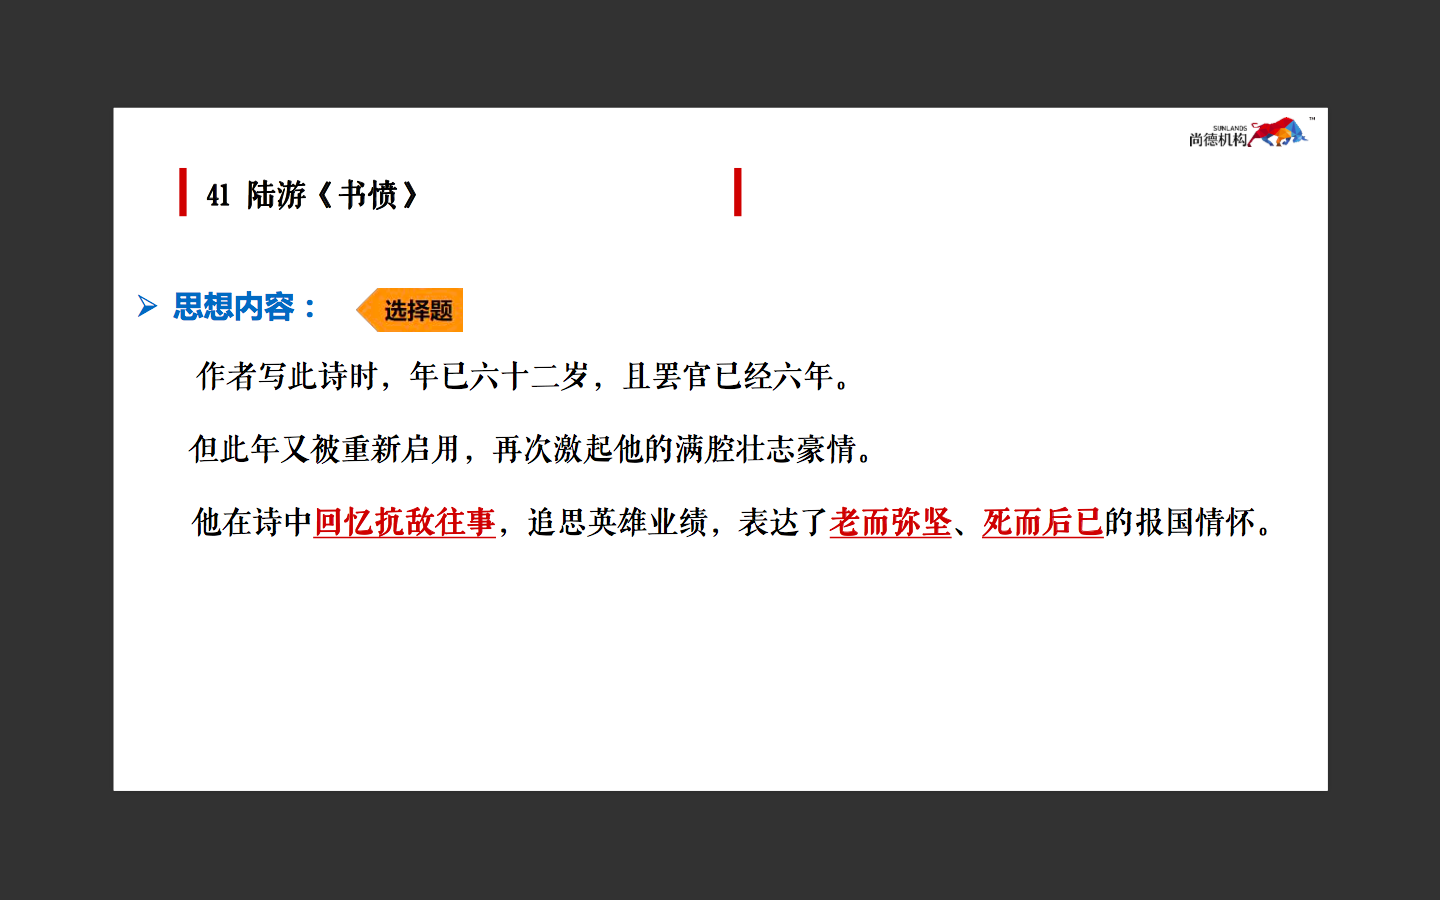 SUNLANDS
尚德机构
TM
41 陆游《书愤》
思想内容：
选择题
作者写此诗时，年已六十二岁，且罢官已经六年。
但此年又被重新启用，再次激起他的满腔壮志豪情。
他在诗中回忆抗敌往事，追思英雄业绩，表达了老而弥坚、死而后已的报国情怀。